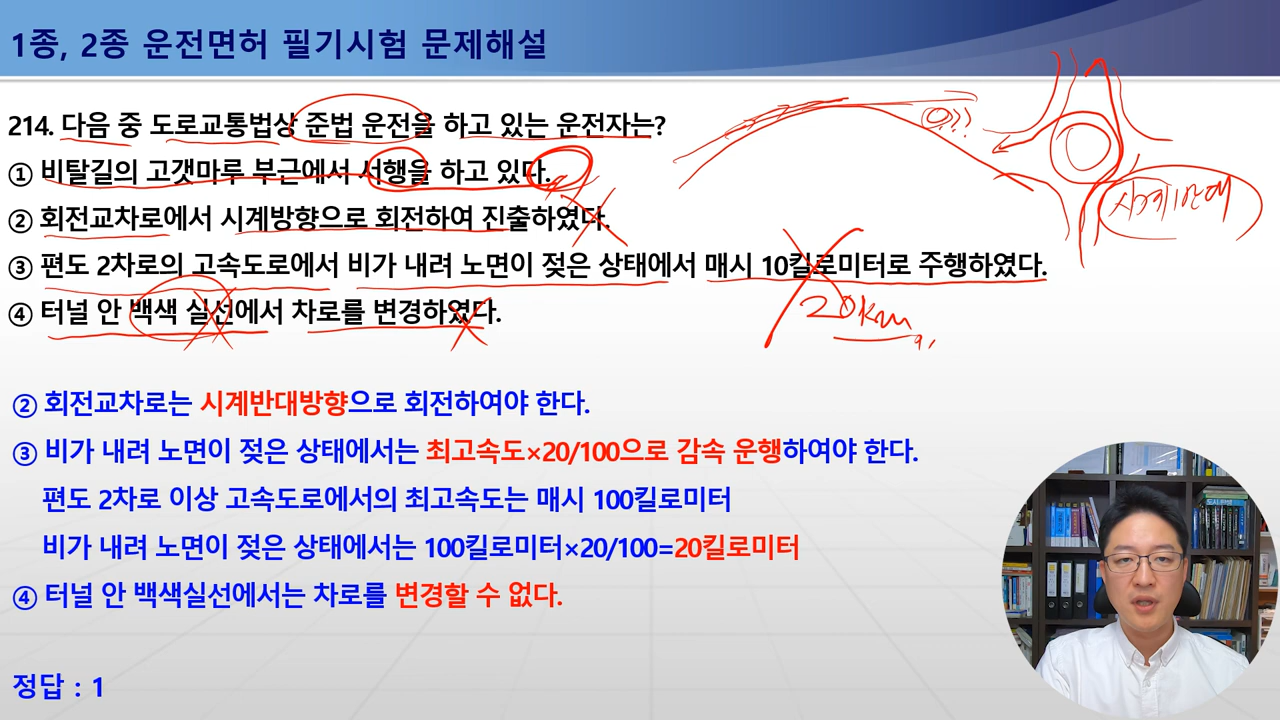 1종, 2종 운전면허 필기시험 문제해설
214. 다음 중 도로교통법상 준법 운전을 하고 있는 운전자는?
① 비탈길의 고갯마루 부근에서 서행을 하고 있다.
② 회전교차로에서 시계방향으로 회전하여 진출하였다.
③ 편도 2차로의 고속도로에서 비가 내려 노면이 젖은 상태에서 매시 10킬로미터로 주행하였다.
④ 터널 안 백색 실선에서 차로를 변경하였다.
??
시계반대
20km
② 회전교차로는 시계반대방향으로 회전하여야 한다.
③ 비가 내려 노면이 젖은 상태에서는 최고속도×20/100으로 감속 운행하여야 한다.
편도 2차로 이상 고속도로에서의 최고속도는 매시 100킬로미터
비가 내려 노면이 젖은 상태에서는 100킬로미터×20/100=20킬로미터
④ 터널 안 백색실선에서는 차로를 변경할 수 없다.
정답 : 1